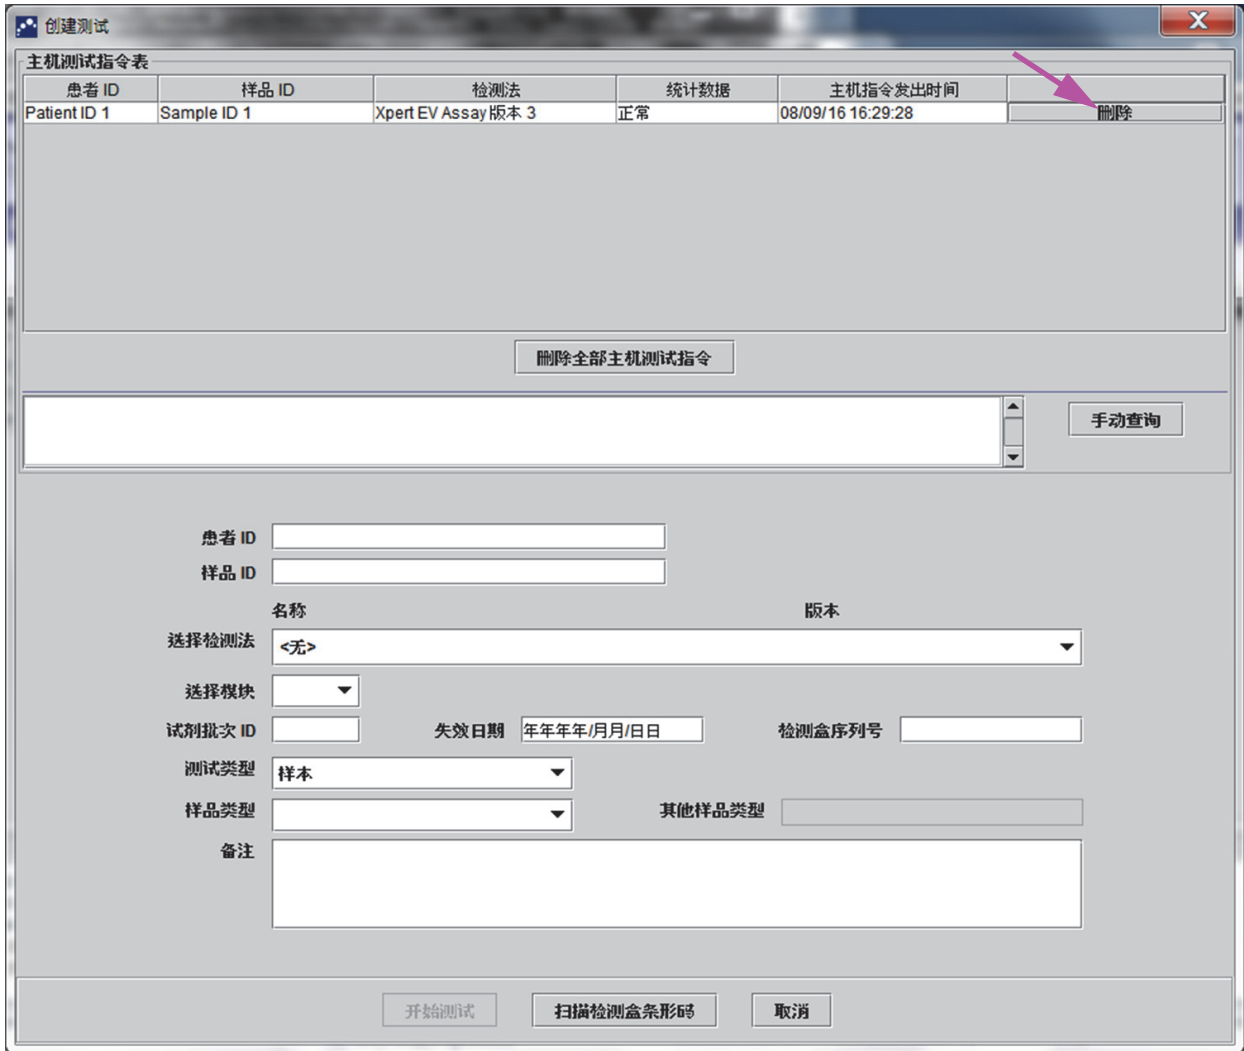 创建测试
主机测试指令表
患者 ID 样品 ID 检测法 统计数据 主机指令发出时间
Patient ID 1 Sample ID 1 Xpert EV Assay 版本 3 正常 08/09/16 16:29:28 删除
删除全部主机测试指令
手动查询
患者 ID
样品 ID
名称 版本
选择检测法 <无>
选择模块
试剂批次 ID 失效日期 年年年年/月月/日日 检测盒序列号
测试类型 样本
样品类型 其他样品类型
备注
开始测试 扫描检测盒条形码 取消